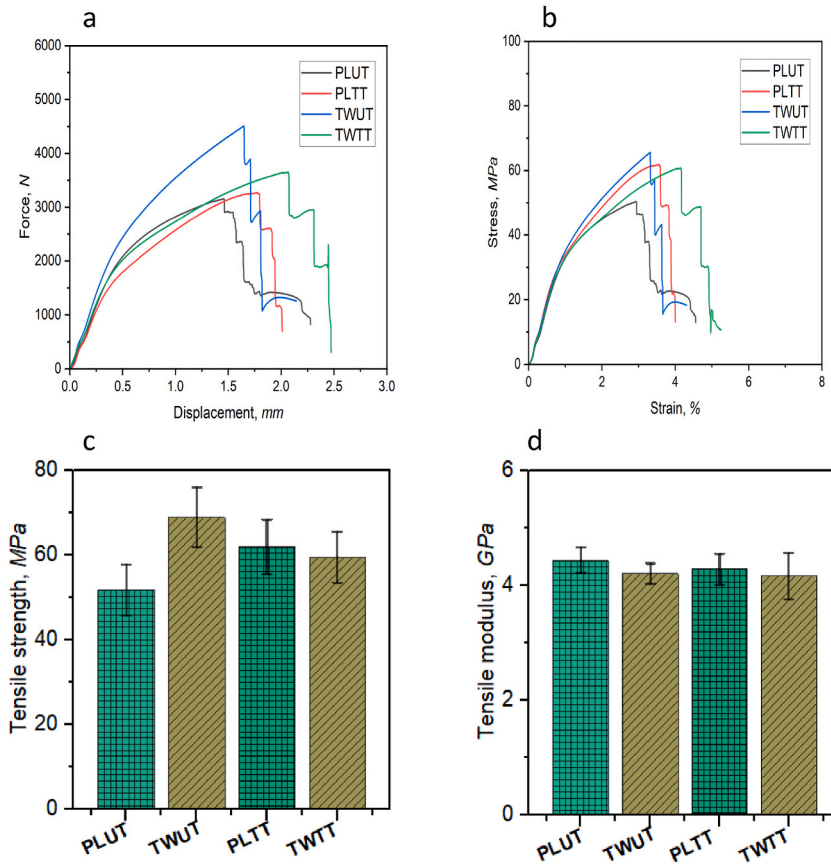 a
6000
5000
4500
4000
3000
2000
1000
0
0.0
0.5
1.0
1.5
2.0
2.5
3.0
Force, N
Displacement, mm
PLUT
PLTT
TWUT
TWTT
b
100
80
60
40
20
0
0
2
4
6
8
Stress, MPa
Strain, %
PLUT
PLTT
TWUT
TWTT
c
80
60
40
20
0
Tensile strength, MPa
PLUT
TWUT
PLTT
TWTT
d
6
4
2
0
Tensile modulus, GPa
PLUT
TWUT
PLTT
TWTT